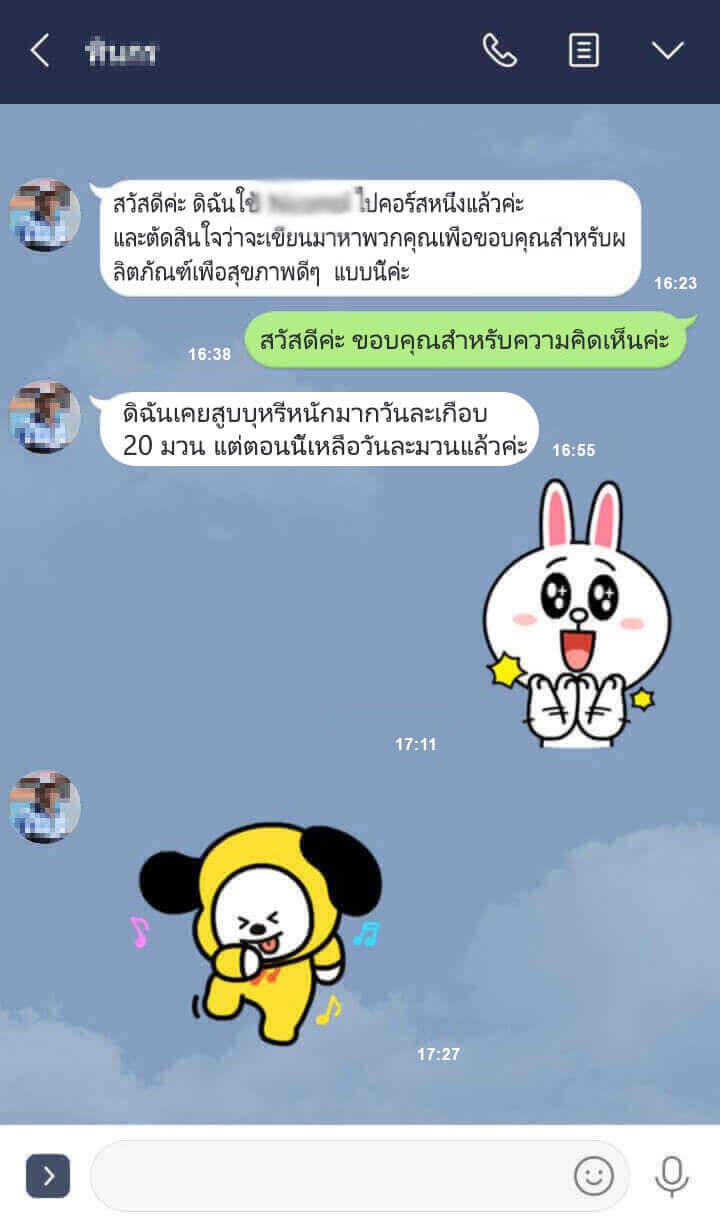 สวัสดีค่ะ ดิฉันใช้ ไปคอร์สหนึงแล้วค่ะ
และตัดสินใจว่าจะเขียนมาหาพวกคุณเพือขอบคุณสำหรับผ
ลิตภัณฑ์เพือสุขภาพดีๆ แบบนี้ค่ะ
16:23
สวัสดีค่ะ ขอบคุณสำหรับความคิดเห็นค่ะ
16:38
ดิฉันเคยสูบบุหรีหนักมากวันละเกือบ
20 มวน แต่ตอนนี้เหลือวันละมวนแล้วค่ะ
16:55
17:11
17:27